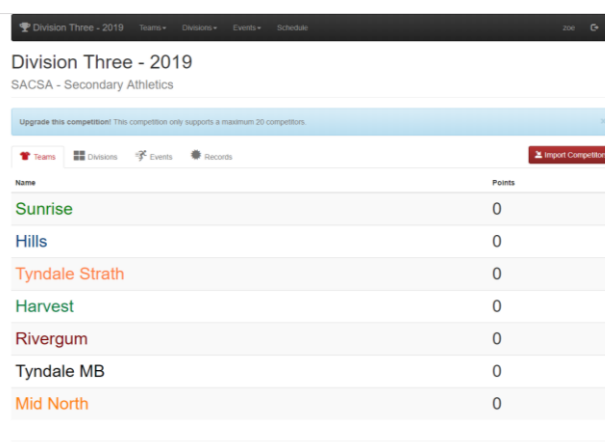 Division Three - 2019 Teams Divisions Events Schedule zoe
Division Three - 2019
SACSA - Secondary Athletics
Upgrade this competition! This competition only supports a maximum 20 competitors.
Teams Divisions Events Records Import Competitors
Name Points
Sunrise 0
Hills 0
Tyndale Strath 0
Harvest 0
Rivergum 0
Tyndale MB 0
Mid North 0